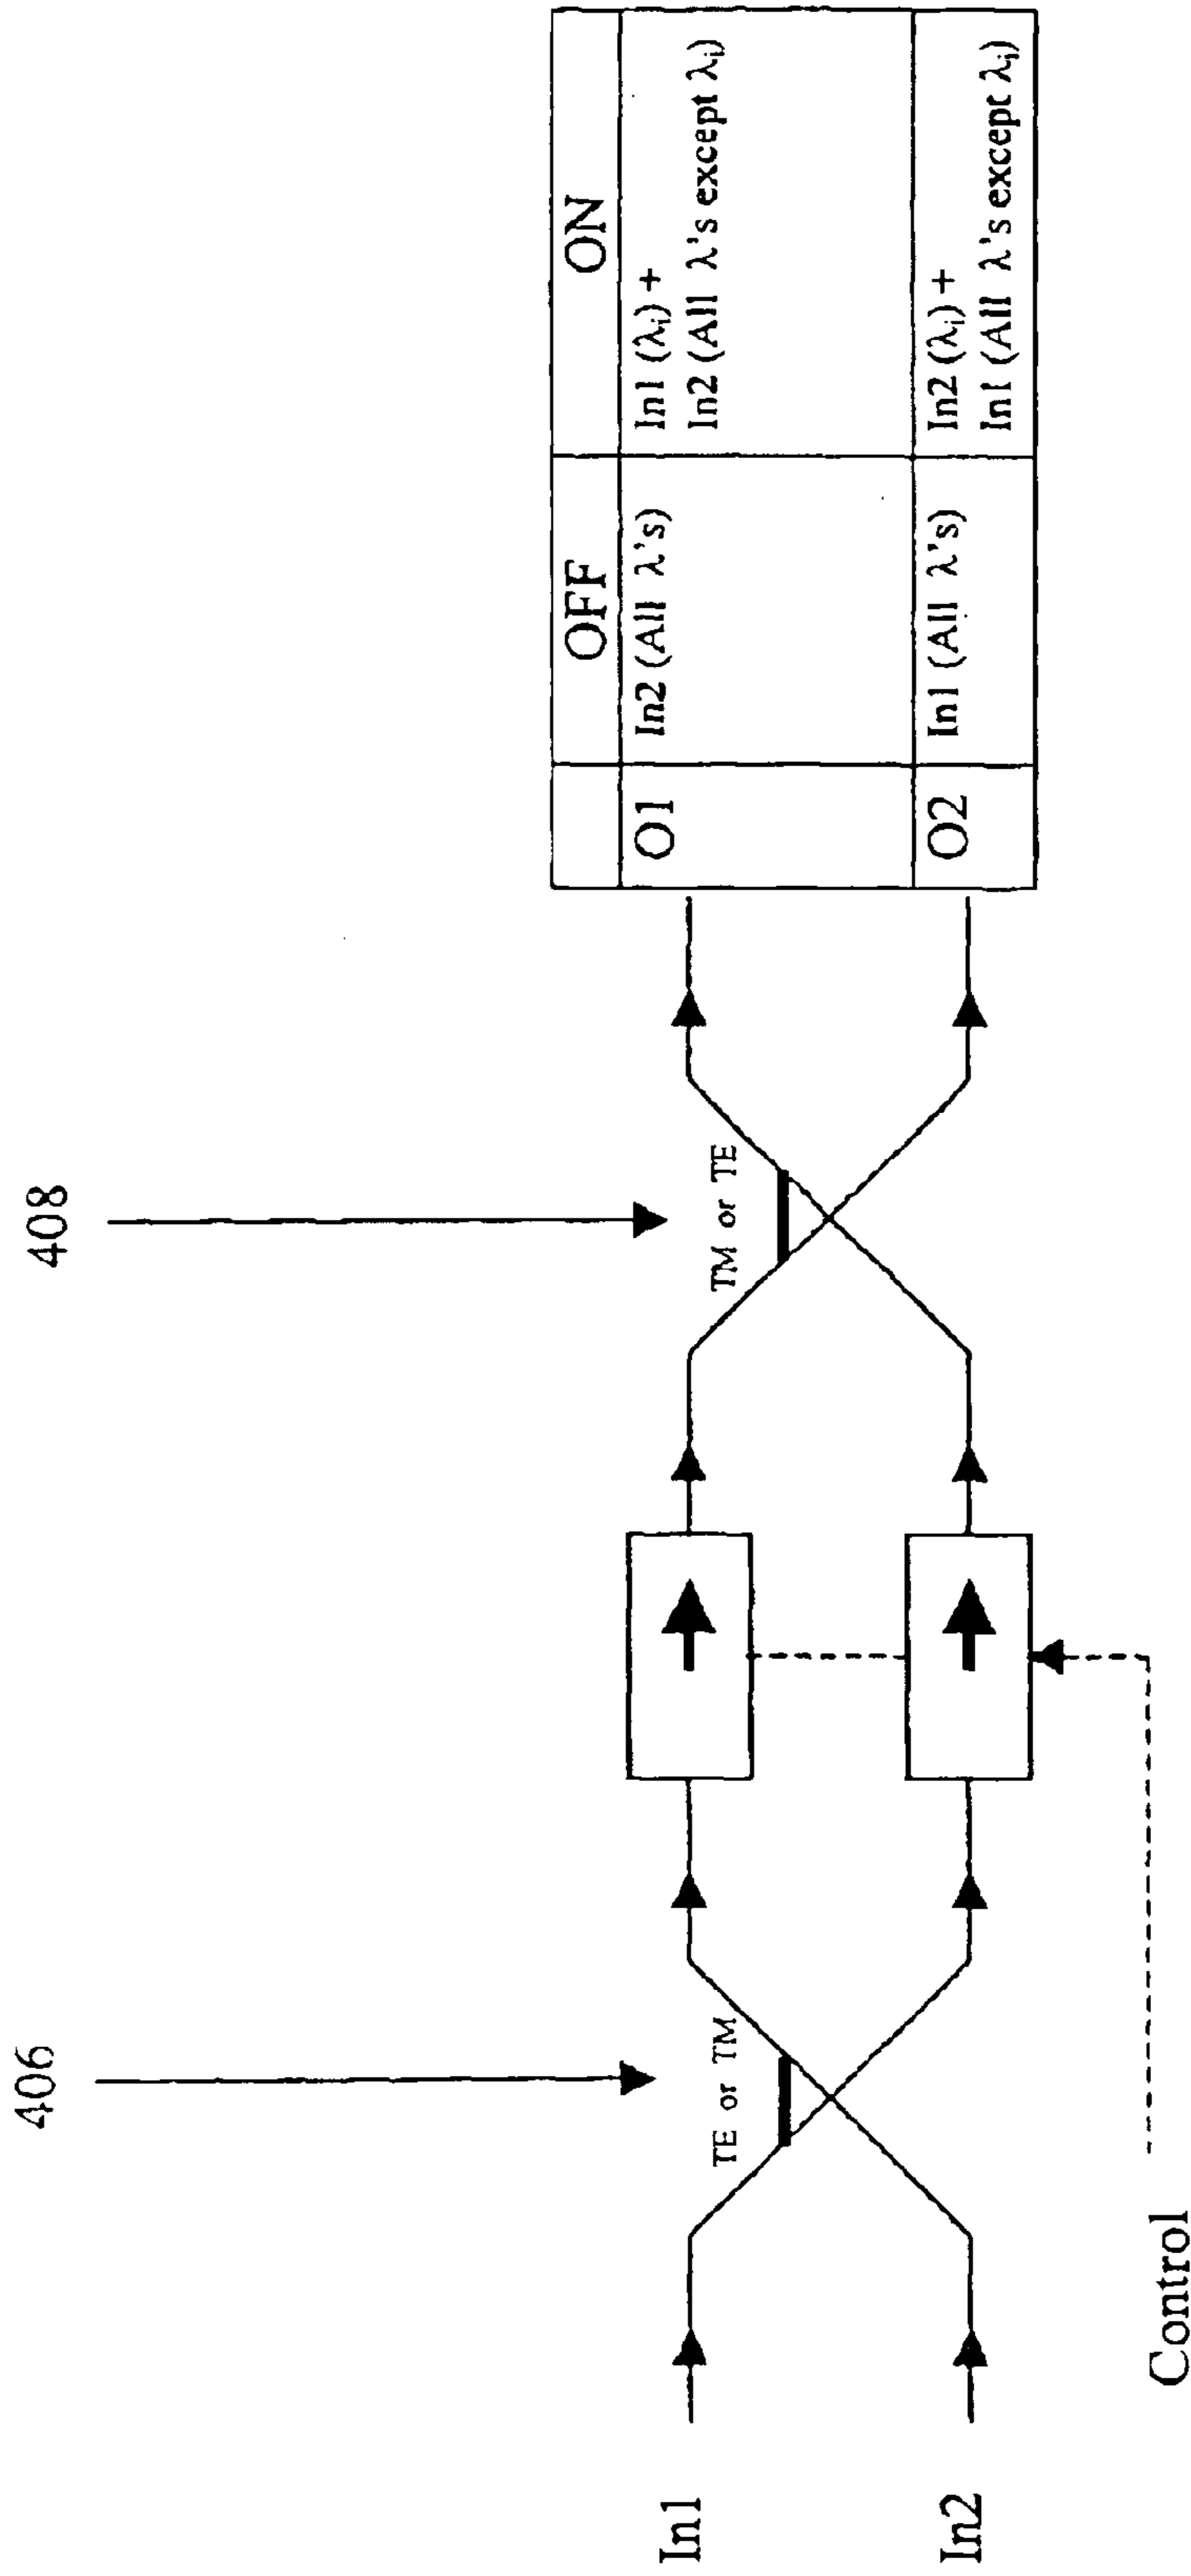 406
408
TE or TM
TM or TE
In1
In2
Control
OFF
ON
O1
In2 (All λ's)
In1 (λi) +
In2 (All λ's except λi)
O2
In1 (All λ's)
In2 (λi) +
In1 (All λ's except λi)